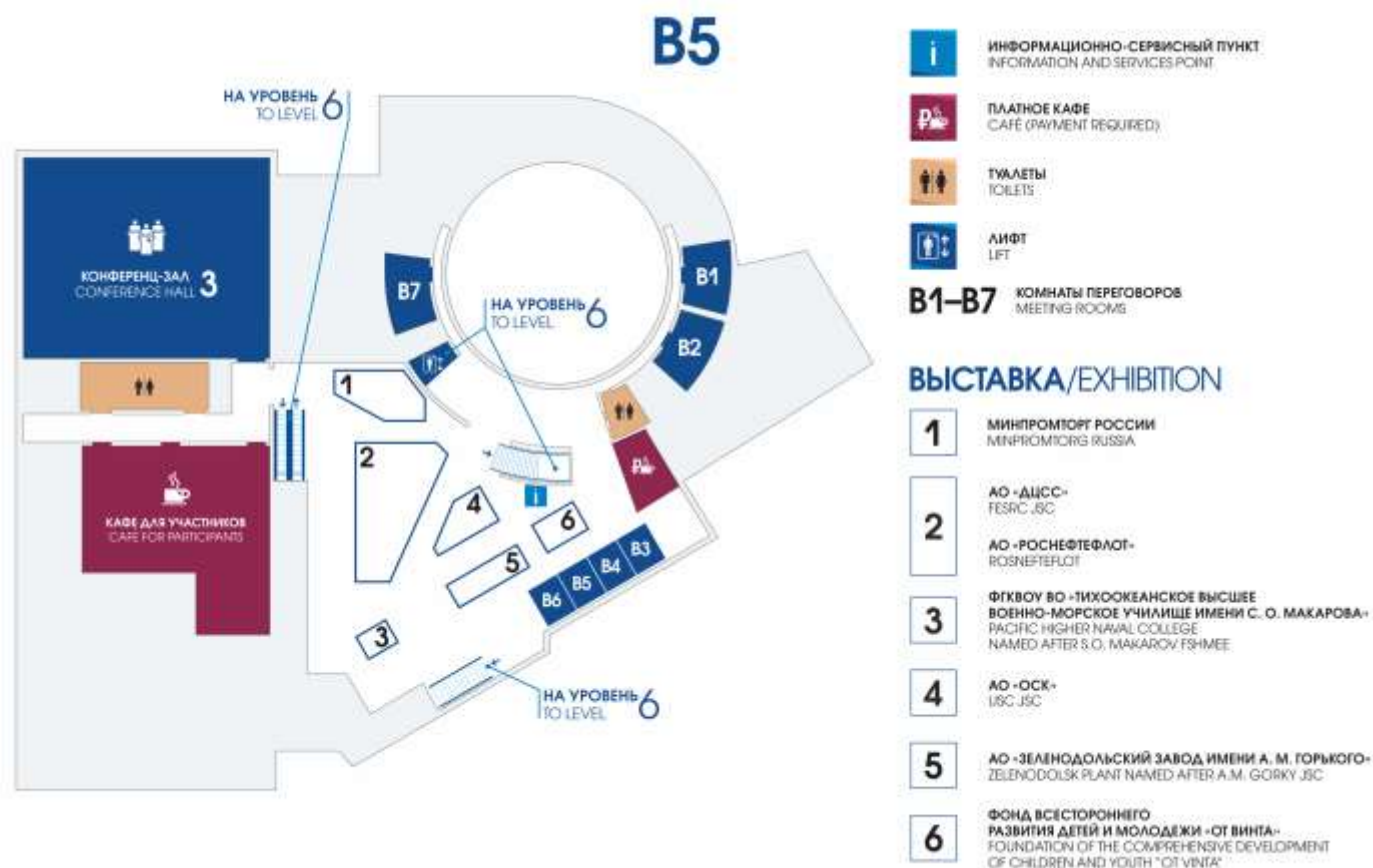 B5
НА УРОВЕНЬ 6
TO LEVEL
КОНФЕРЕНЦ-ЗАЛ 3
CONFERENCE HALL
B7
B1
НА УРОВЕНЬ 6
TO LEVEL
B2
1
2
КАФЕ ДЛЯ УЧАСТНИКОВ
CAFE FOR PARTICIPANTS
4
i
6
5
B3
B4
B5
B6
3
НА УРОВЕНЬ 6
TO LEVEL
i
ИНФОРМАЦИОННО-СЕРВИСНЫЙ ПУНКТ
INFORMATION AND SERVICES POINT
ПЛАТНОЕ КАФЕ
CAFÉ (PAYMENT REQUIRED)
ТУАЛЕТЫ
TOILETS
ЛИФТ
LIFT
B1–B7
КОМНАТЫ ПЕРЕГОВОРОВ
MEETING ROOMS
ВЫСТАВКА/EXHIBITION
1
МИНПРОМТОРГ РОССИИ
MINPROMTORG RUSSIA
2
АО «ДЦСС»
FESRC JSC
АО «РОСНЕФТЕФЛОТ»
ROSNEFTEFLOT
3
ФГКВОУ ВО «ТИХООКЕАНСКОЕ ВЫСШЕЕ
ВОЕННО-МОРСКОЕ УЧИЛИЩЕ ИМЕНИ С. О. МАКАРОВА»
PACIFIC HIGHER NAVAL COLLEGE
NAMED AFTER S.O. MAKAROV FSHMEE
4
АО «ОСК»
USC JSC
5
АО «ЗЕЛЕНОДОЛЬСКИЙ ЗАВОД ИМЕНИ А. М. ГОРЬКОГО»
ZELENODOLSK PLANT NAMED AFTER A.M. GORKY JSC
6
ФОНД ВСЕСТОРОННЕГО
РАЗВИТИЯ ДЕТЕЙ И МОЛОДЕЖИ «ОТ ВИНТА»
FOUNDATION OF THE COMPREHENSIVE DEVELOPMENT
OF CHILDREN AND YOUTH "OT VINTA"